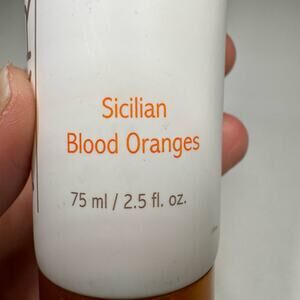 Sicilian
Blood Oranges
75 ml / 2.5 fl. oz.